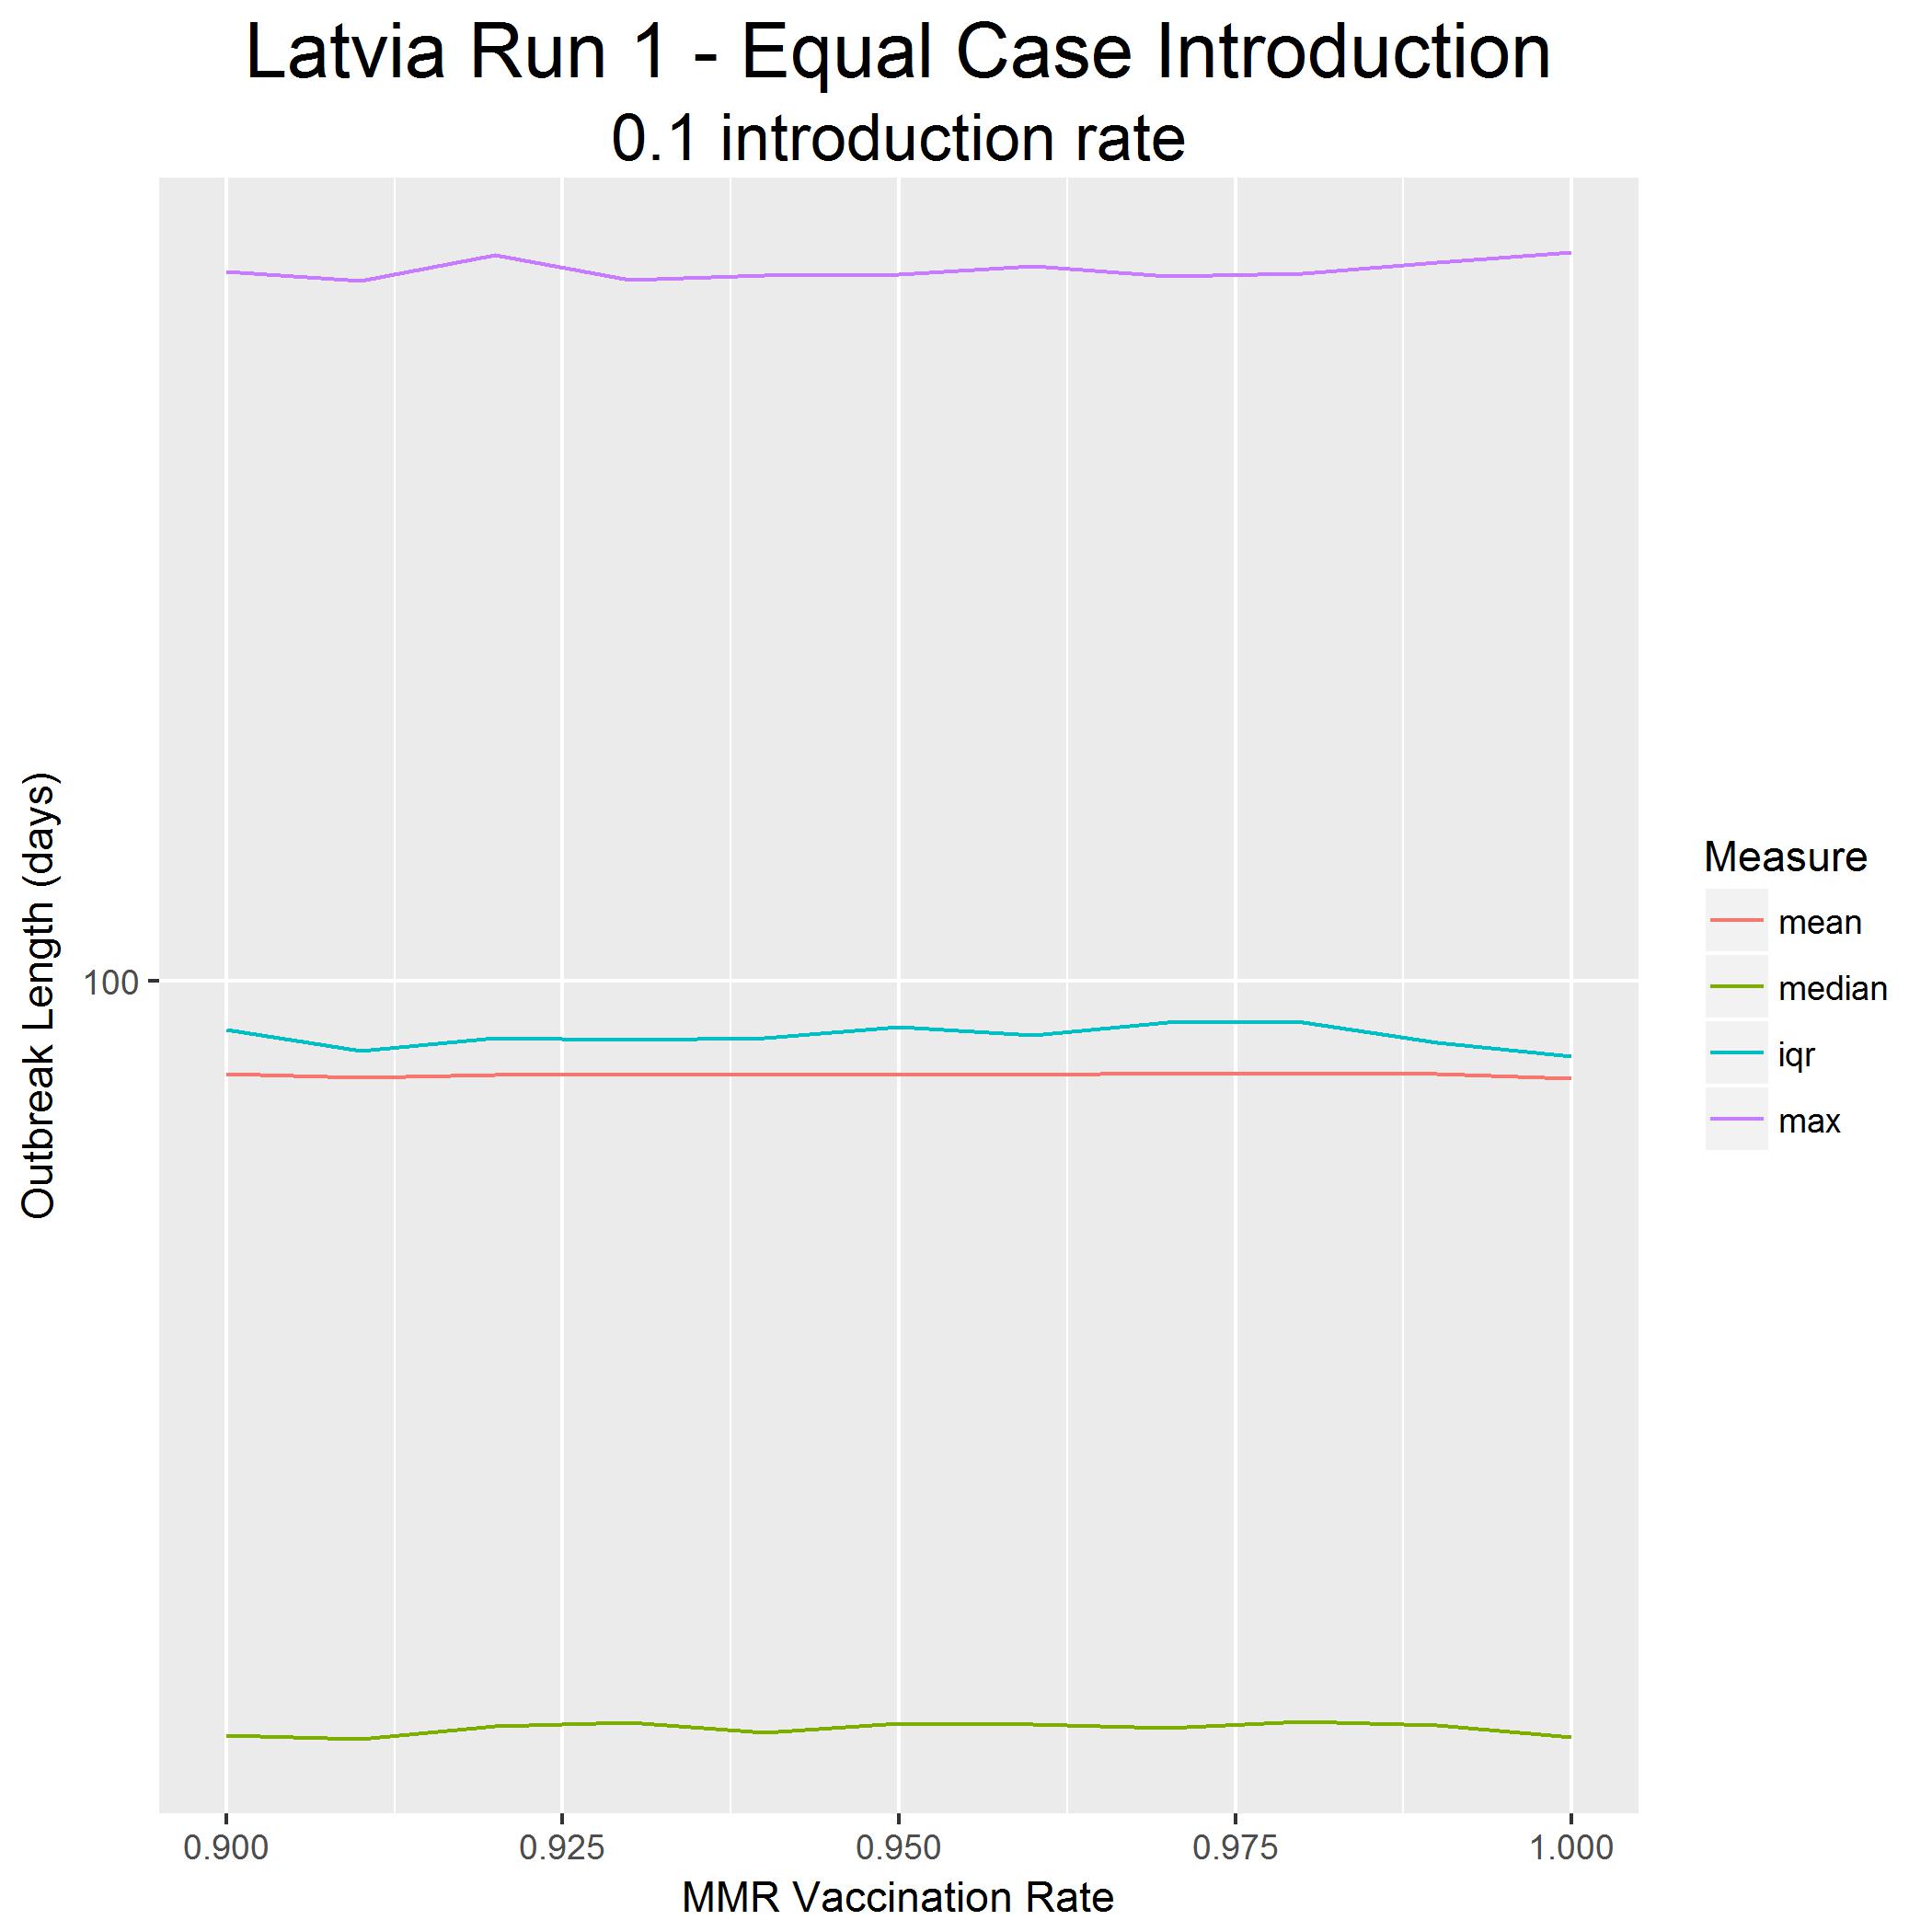 Latvia Run 1 - Equal Case Introduction
0.1 introduction rate
Outbreak Length (days)
100
0.900 0.925 0.950 0.975 1.000
MMR Vaccination Rate
Measure
mean
median
iqr
max